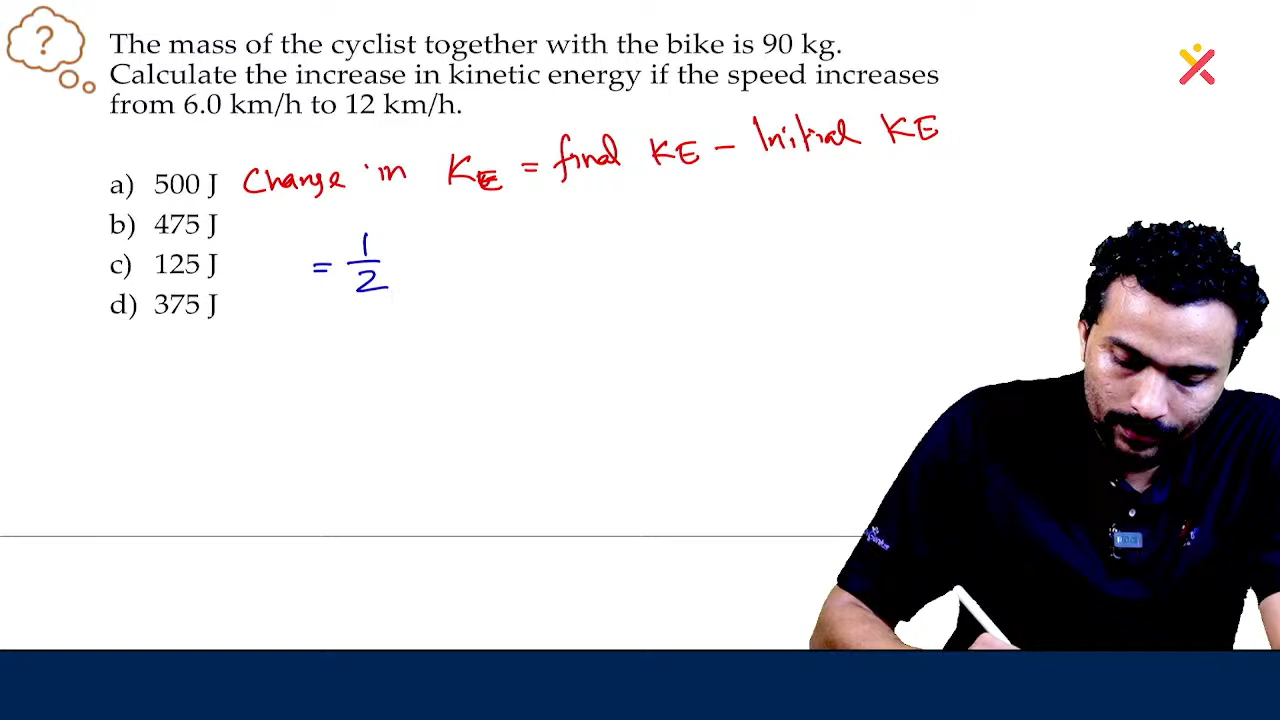 ?
The mass of the cyclist together with the bike is 90 kg.
Calculate the increase in kinetic energy if the speed increases
from 6.0 km/h to 12 km/h.
Change in KE = final KE – Initial KE
a) 500 J
b) 475 J
c) 125 J
d) 375 J
= 1/2